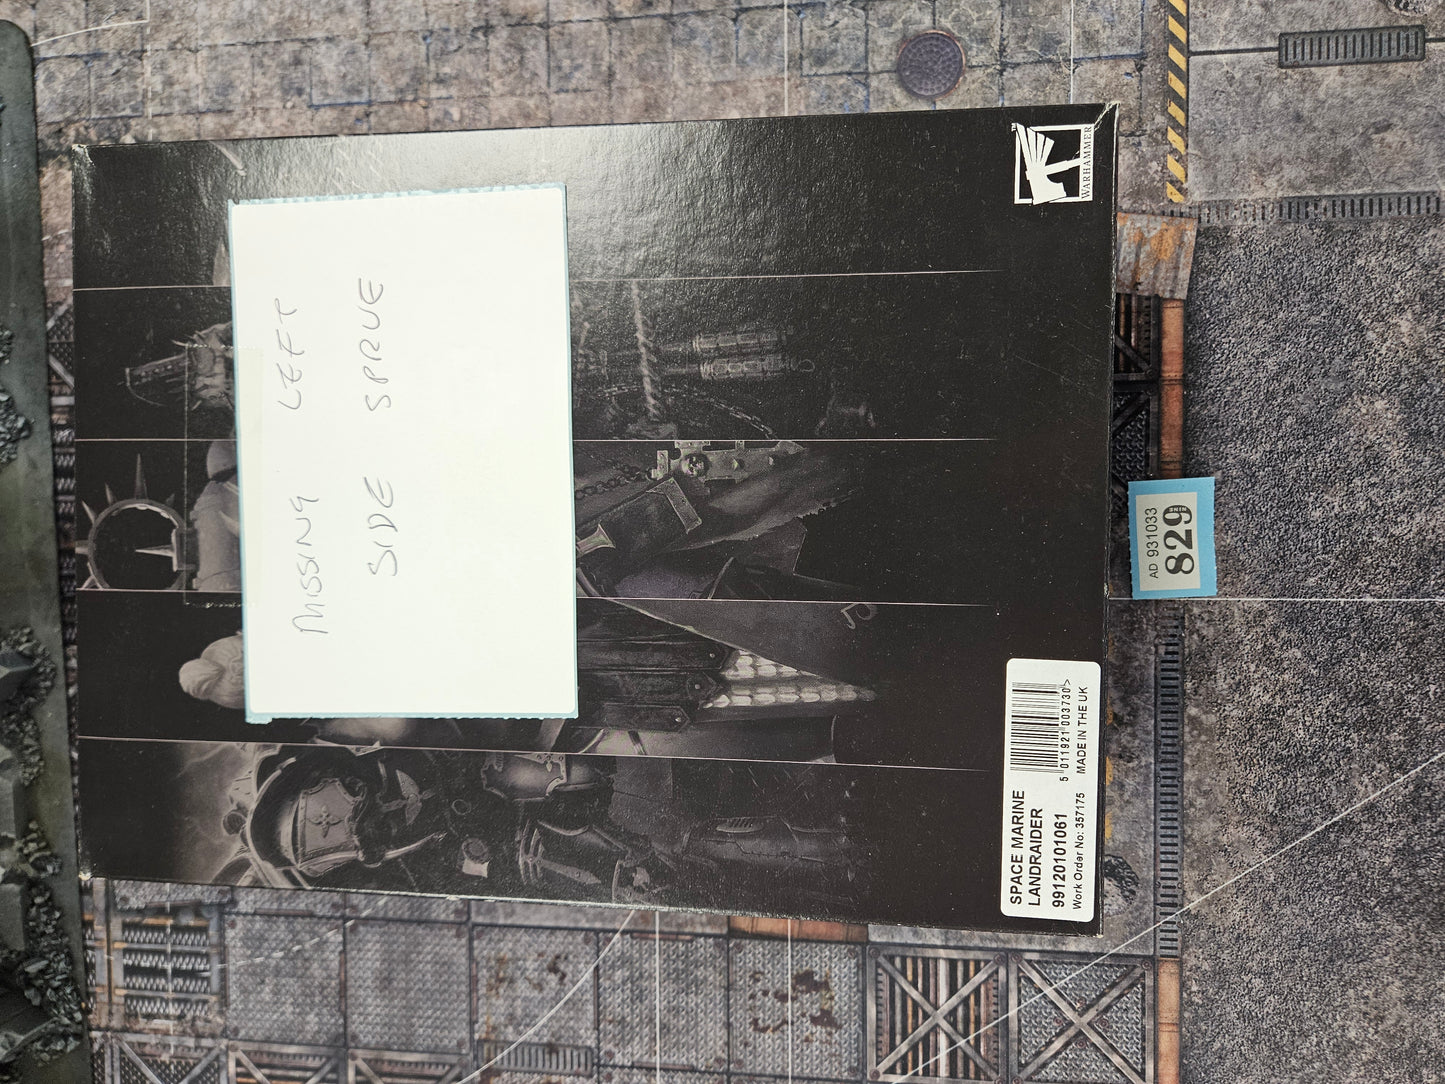 MISSING LEFT
SIDE SPRUE
WARHAMMER™
SPACE MARINE
LANDRAIDER
99120101061
Work Order No: 357175
5 011921 003730 >
MADE IN THE UK
AD 931033
829